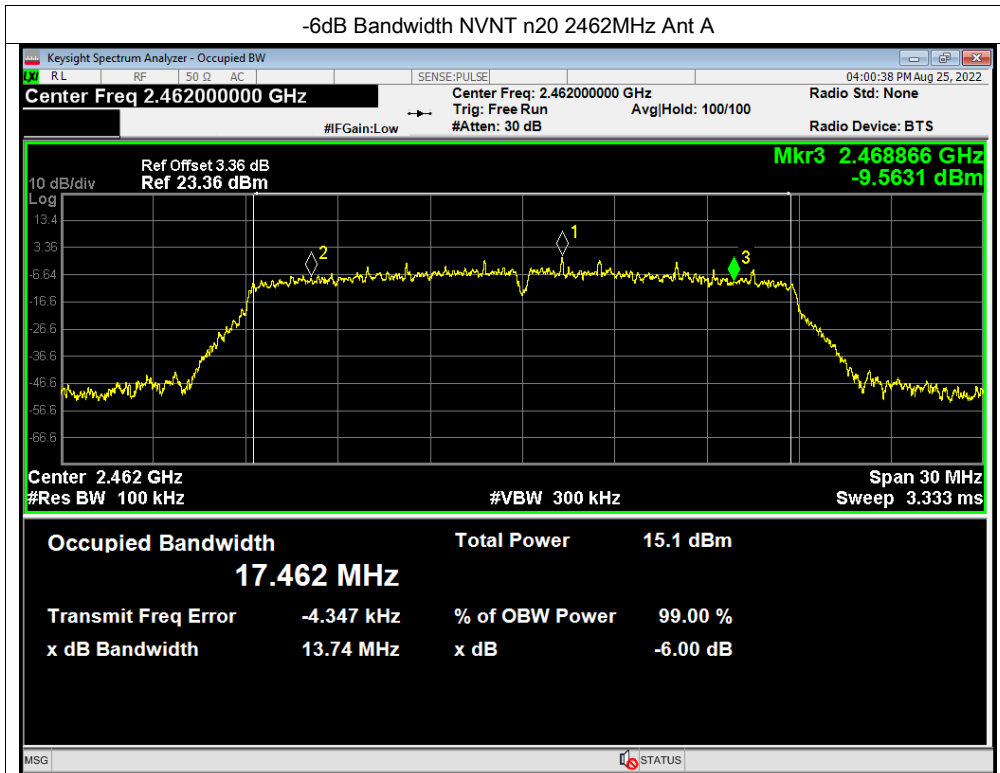 -6dB Bandwidth NVNT n20 2462MHz Ant A
Keysight Spectrum Analyzer - Occupied BW
LXI RL RF 50 Ω AC SENSE:PULSE 04:00:38 PM Aug 25, 2022
Center Freq 2.462000000 GHz Center Freq: 2.462000000 GHz Radio Std: None
Trig: Free Run Avg|Hold: 100/100
#IFGain:Low #Atten: 30 dB Radio Device: BTS
Ref Offset 3.36 dB Mkr3 2.468866 GHz
10 dB/div Ref 23.36 dBm -9.5631 dBm
Log
13.4
3.36
-6.64
-16.6
-26.6
-36.6
-46.6
-56.6
-66.6
2
1
3
Center 2.462 GHz Span 30 MHz
#Res BW 100 kHz #VBW 300 kHz Sweep 3.333 ms
Occupied Bandwidth Total Power 15.1 dBm
17.462 MHz
Transmit Freq Error -4.347 kHz % of OBW Power 99.00 %
x dB Bandwidth 13.74 MHz x dB -6.00 dB
MSG STATUS